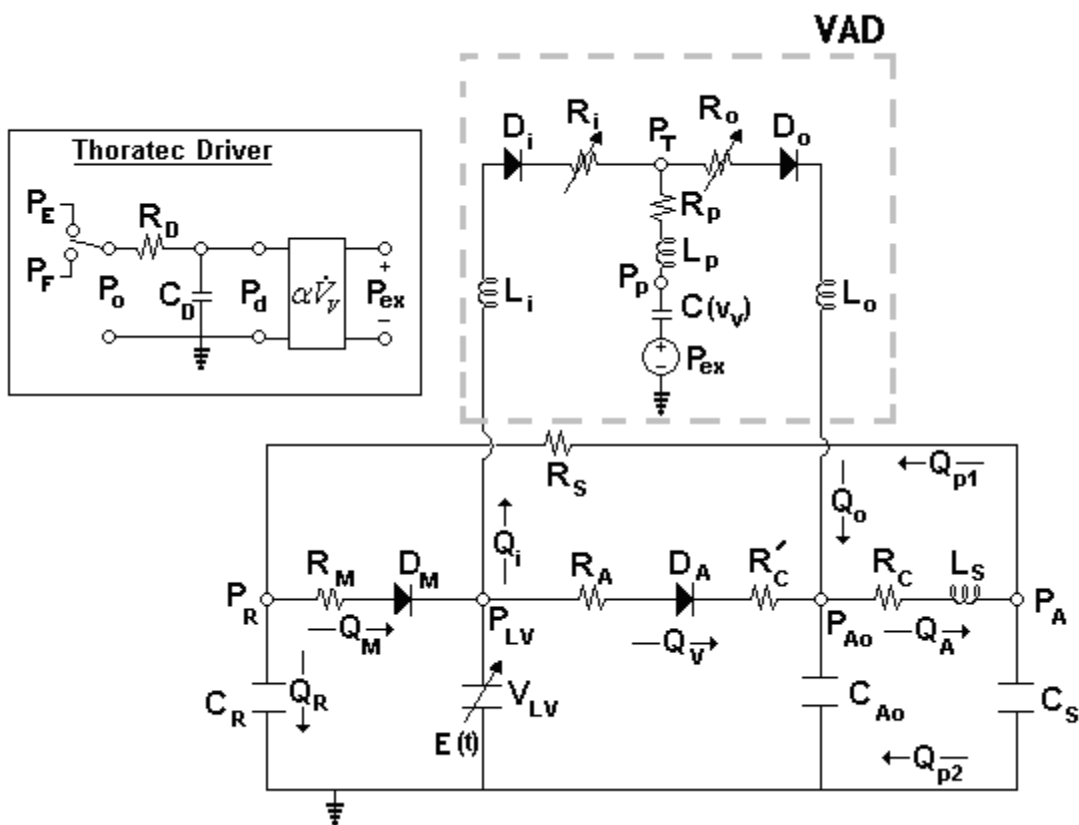 VAD
Thoratec Driver
P_E
P_F
R_D
P_o
C_D
P_d
αV̇_v
+
P_ex
−
D_i
R_i
P_T
R_o
D_o
R_p
L_p
P_p
L_i
C(v_v)
L_o
+
−
P_ex
R_S
Q_p1
Q_o
Q_i
R_M
D_M
R_A
D_A
R_C′
R_C
L_S
P_R
P_LV
P_Ao
P_A
Q_M
Q_V
Q_A
C_R
Q_R
V_LV
E(t)
C_Ao
C_S
Q_p2